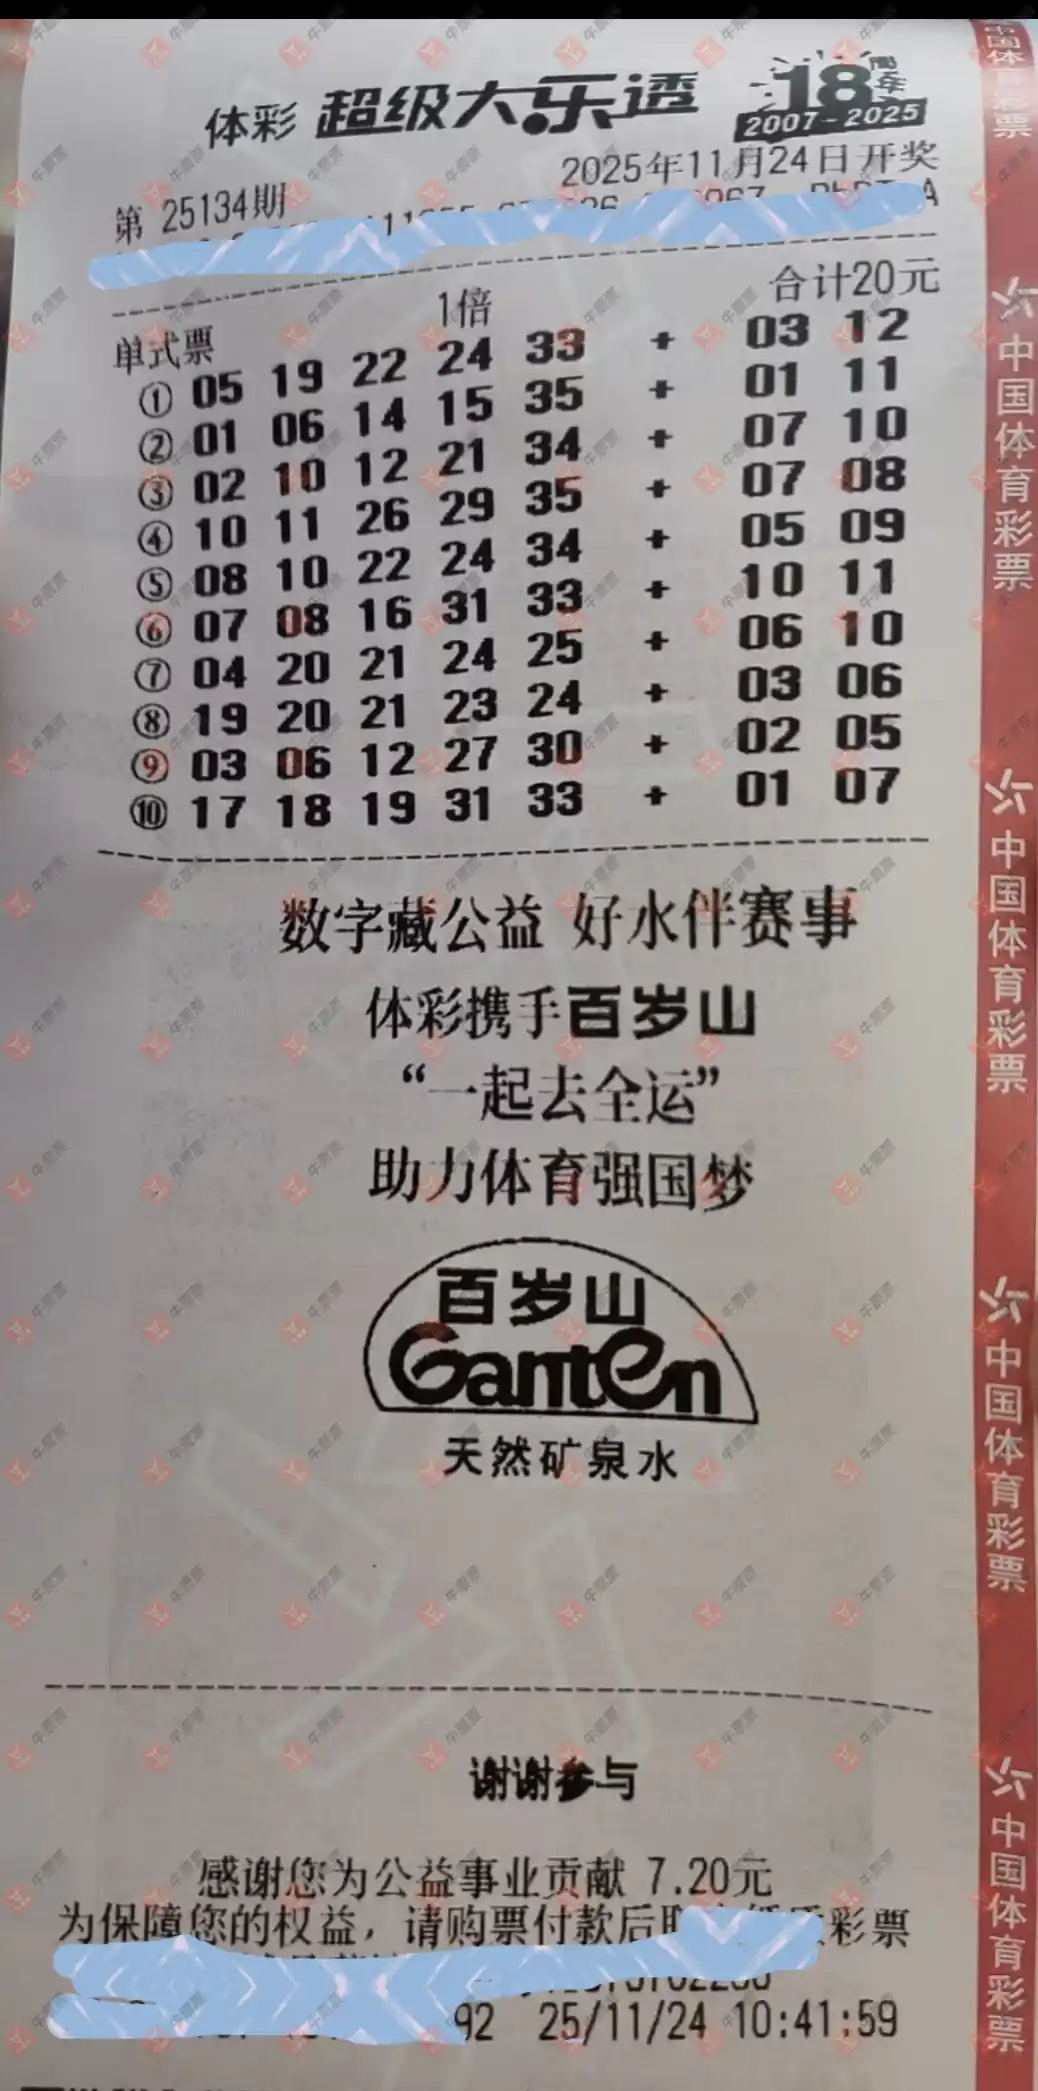 体彩 超级大乐透 18周年
2007-2025
2025年11月24日开奖
第 25134期
合计20元
单式票 1倍
① 05 19 22 24 33 + 03 12
② 01 06 14 15 35 + 01 11
③ 02 10 12 21 34 + 07 10
④ 10 11 26 29 35 + 07 08
⑤ 08 10 22 24 34 + 05 09
⑥ 07 08 16 31 33 + 10 11
⑦ 04 20 21 24 25 + 06 10
⑧ 19 20 21 23 24 + 03 06
⑨ 03 06 12 27 30 + 02 05
⑩ 17 18 19 31 33 + 01 07
数字藏公益 好水伴赛事
体彩携手百岁山
“一起去全运”
助力体育强国梦
百岁山
Ganten
天然矿泉水
谢谢参与
感谢您为公益事业贡献 7.20元
为保障您的权益，请购票付款后 彩票
92 25/11/24 10:41:59
中国体育彩票
中国体育彩票
中国体育彩票
中国体育彩票
中国体育彩票